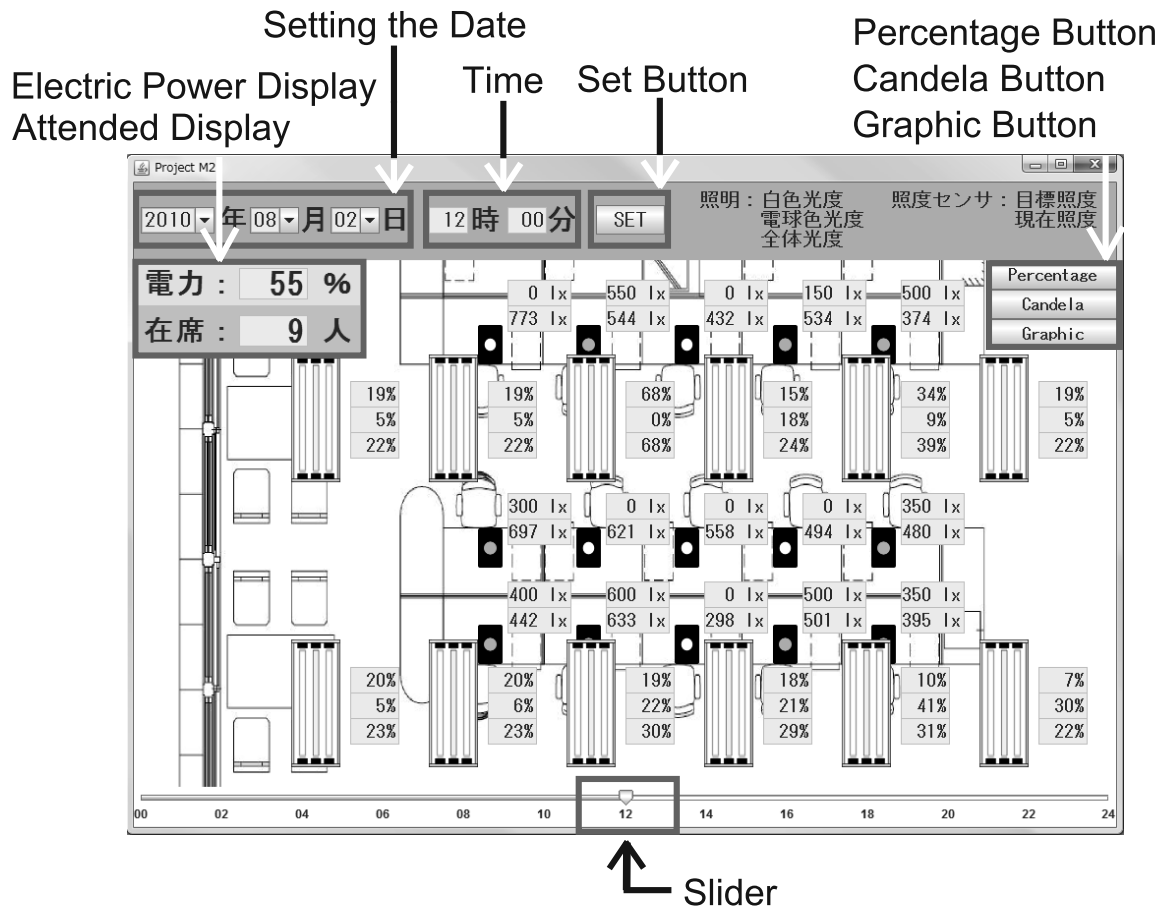 Setting the Date
Percentage Button
Electric Power Display
Time
Set Button
Candela Button
Attended Display
Graphic Button
Project M2
2010 年 08 月 02 日
12 時 00 分
SET
照明：白色光度
電球色光度
全体光度
照度センサ：目標照度
現在照度
電力： 55 %
在席： 9 人
Percentage
Candela
Graphic
0 lx 550 lx 0 lx 150 lx 500 lx
773 lx 544 lx 432 lx 534 lx 374 lx
19% 19% 68% 15% 34% 19%
5% 5% 0% 18% 9% 5%
22% 22% 68% 24% 39% 22%
300 lx 0 lx 0 lx 0 lx 350 lx
697 lx 621 lx 558 lx 494 lx 480 lx
400 lx 600 lx 0 lx 500 lx 350 lx
442 lx 633 lx 298 lx 501 lx 395 lx
20% 20% 19% 18% 10% 7%
5% 6% 22% 21% 41% 30%
23% 23% 30% 29% 31% 22%
00 02 04 06 08 10 12 14 16 18 20 22 24
Slider